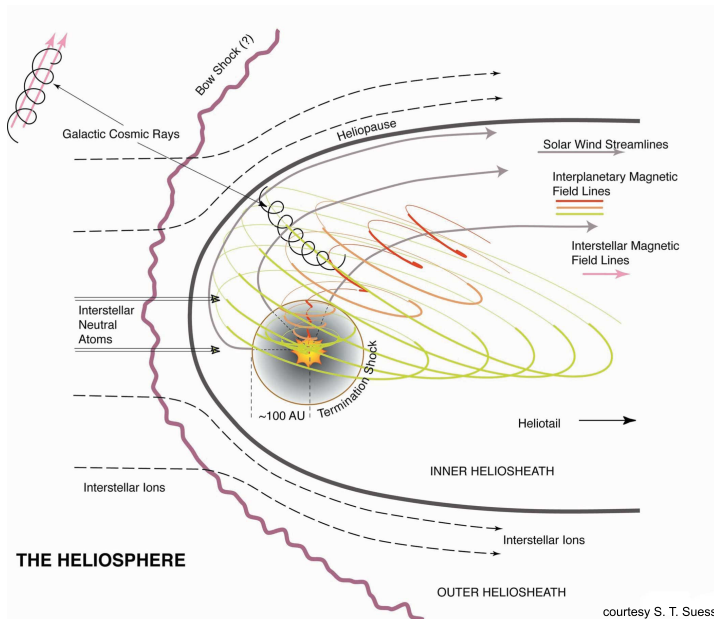 Bow Shock (?)
Galactic Cosmic Rays
Heliopause
Solar Wind Streamlines
Interplanetary Magnetic
Field Lines
Interstellar Magnetic
Field Lines
Interstellar
Neutral
Atoms
Termination Shock
~100 AU
Heliotail
INNER HELIOSHEATH
Interstellar Ions
Interstellar Ions
THE HELIOSPHERE
OUTER HELIOSHEATH
courtesy S. T. Suess